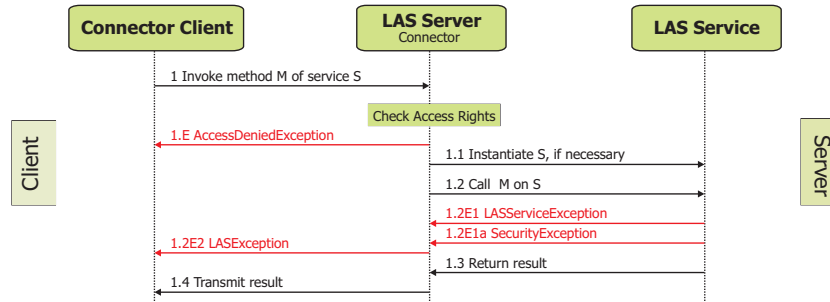 Connector Client
LAS Server
Connector
LAS Service
1 Invoke method M of service S
Check Access Rights
1.E AccessDeniedException
1.1 Instantiate S, if necessary
1.2 Call M on S
1.2E1 LASServiceException
1.2E1a SecurityException
1.2E2 LASException
1.3 Return result
1.4 Transmit result
Client
Server